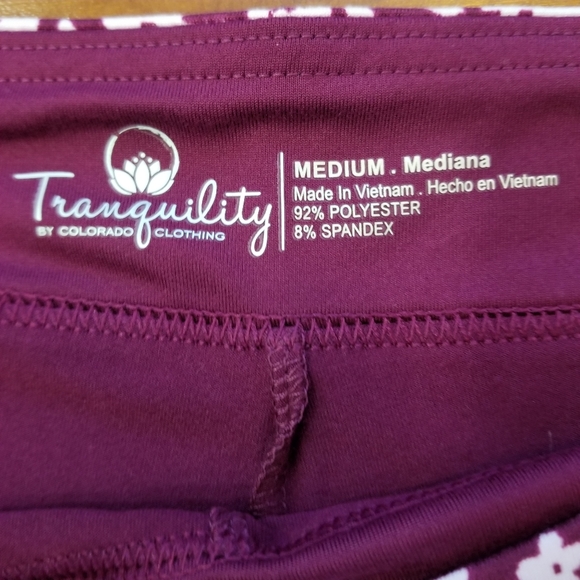 Tranquility
BY COLORADO CLOTHING
MEDIUM . Mediana
Made In Vietnam . Hecho en Vietnam
92% POLYESTER
8% SPANDEX